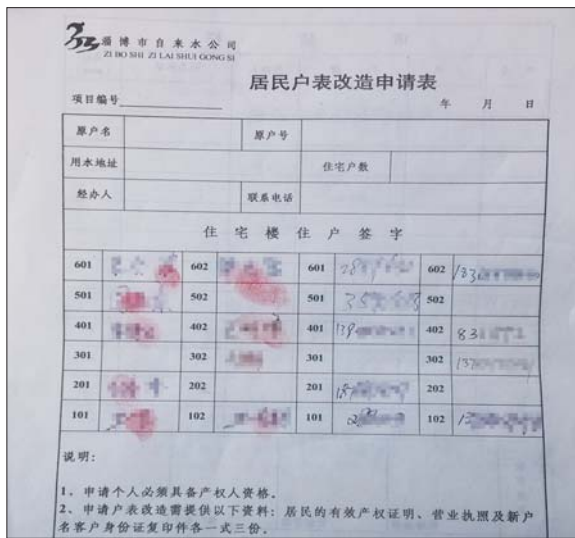 淄博市自来水公司
ZI BO SHI ZI LAI SHUI GONG SI
居民户表改造申请表
项目编号 年 月 日
原户名 原户号
用水地址 住宅户数
经办人 联系电话
住宅楼住户签字
601 602 601 602 183
501 502 501 502
401 402 401 139 402 83
301 302 301 302 137
201 202 201 202
101 102 101 102
说明:
1、申请个人必须具备产权人资格。
2、申请户表改造需提供以下资料:居民的有效产权证明、营业执照及新户
名客户身份证复印件各一式三份。